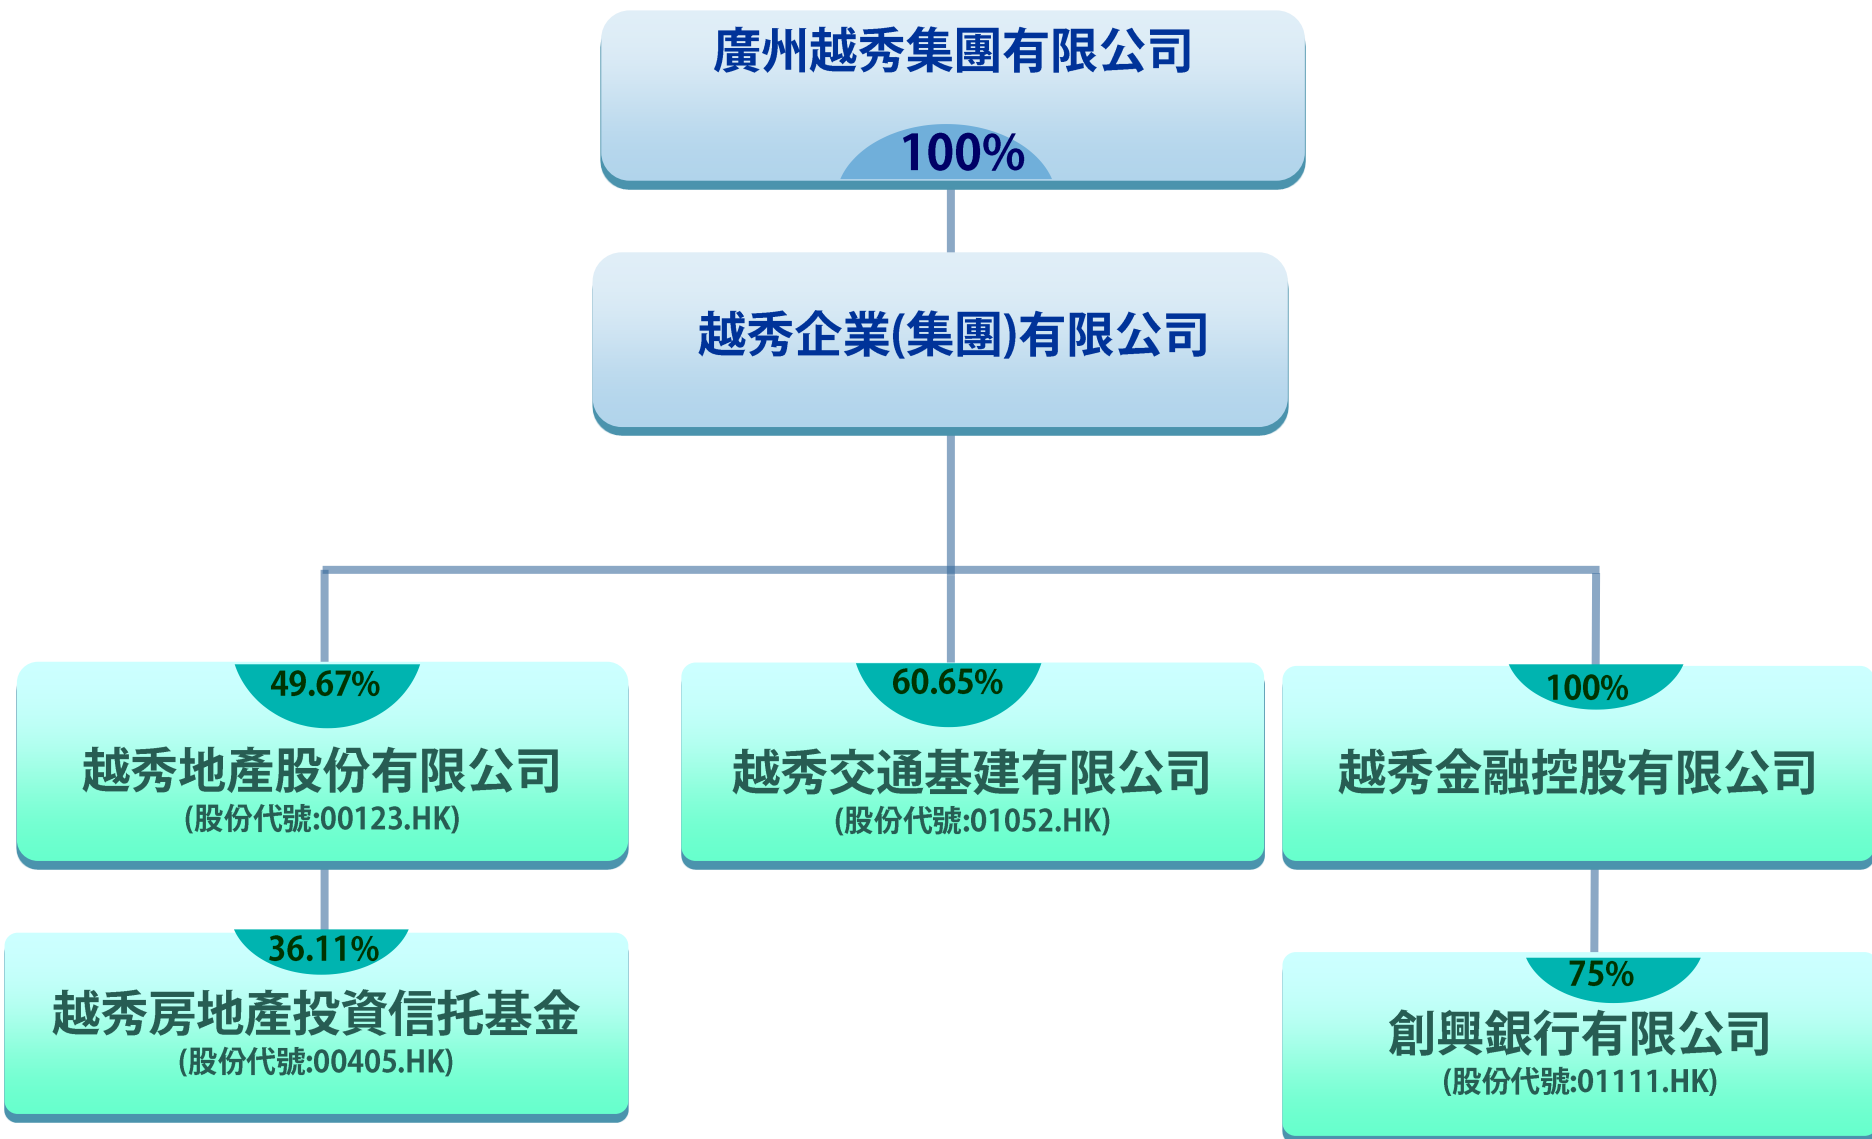 廣州越秀集團有限公司
100%
越秀企業(集團)有限公司
49.67%
越秀地產股份有限公司
(股份代號:00123.HK)
60.65%
越秀交通基建有限公司
(股份代號:01052.HK)
100%
越秀金融控股有限公司
36.11%
越秀房地產投資信托基金
(股份代號:00405.HK)
75%
創興銀行有限公司
(股份代號:01111.HK)